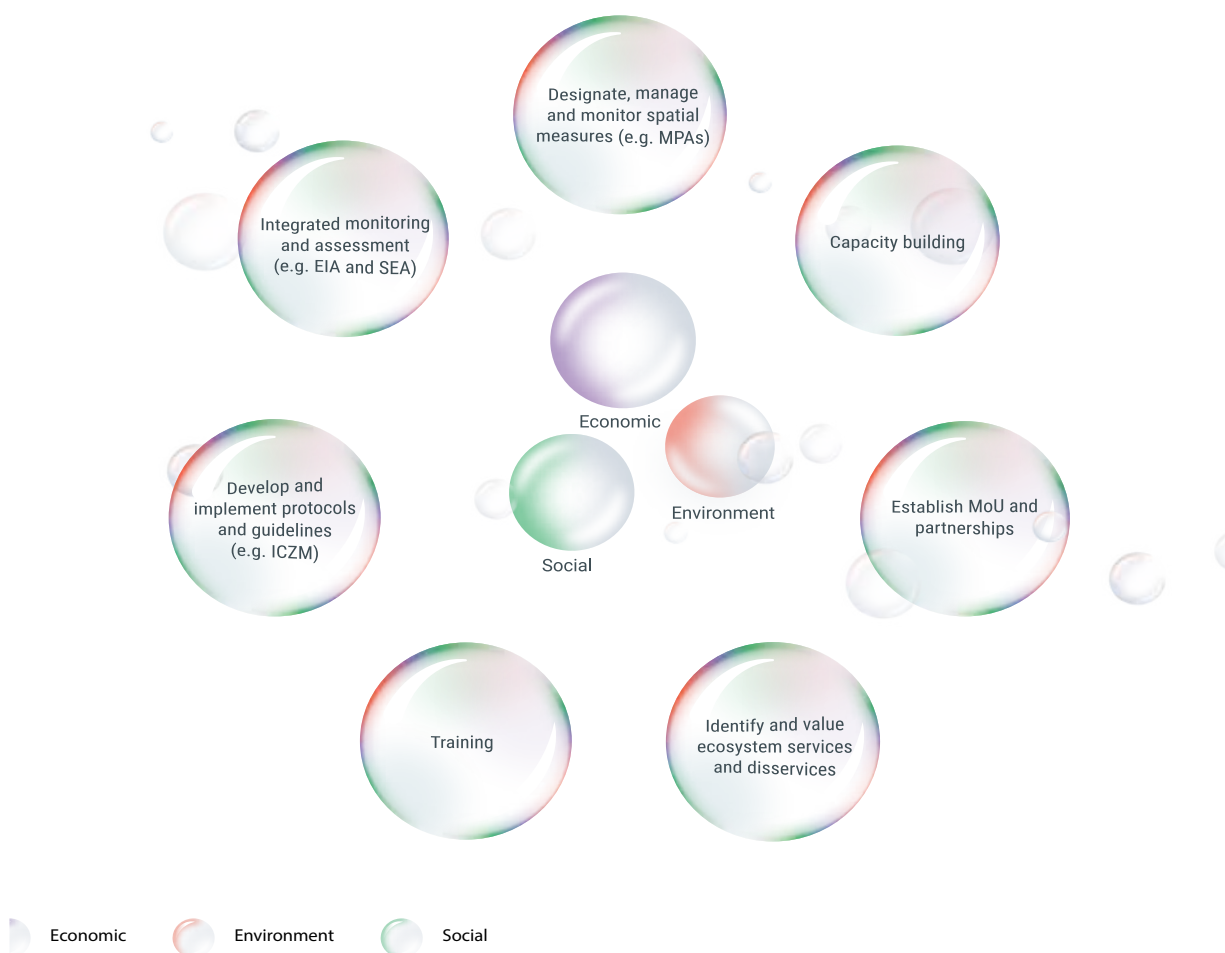 Designate, manage
and monitor spatial
measures (e.g. MPAs)
Integrated monitoring
and assessment
(e.g. EIA and SEA)
Capacity building
Economic
Environment
Social
Develop and
implement protocols
and guidelines
(e.g. ICZM)
Establish MoU and
partnerships
Training
Identify and value
ecosystem services
and disservices
Economic
Environment
Social